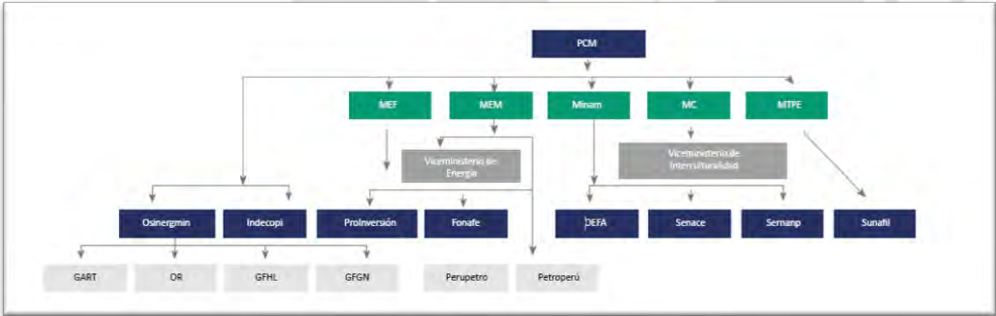 PCM
MEF
MEM
Minam
MC
MTPE
Viceministerio de
Energía
Viceministerio de
Interculturalidad
Osinergmin
Indecopi
ProInversión
Fonafe
OEFA
Senace
Sernanp
Sunafil
GART
OR
GFHL
GFGN
Perupetro
Petroperú